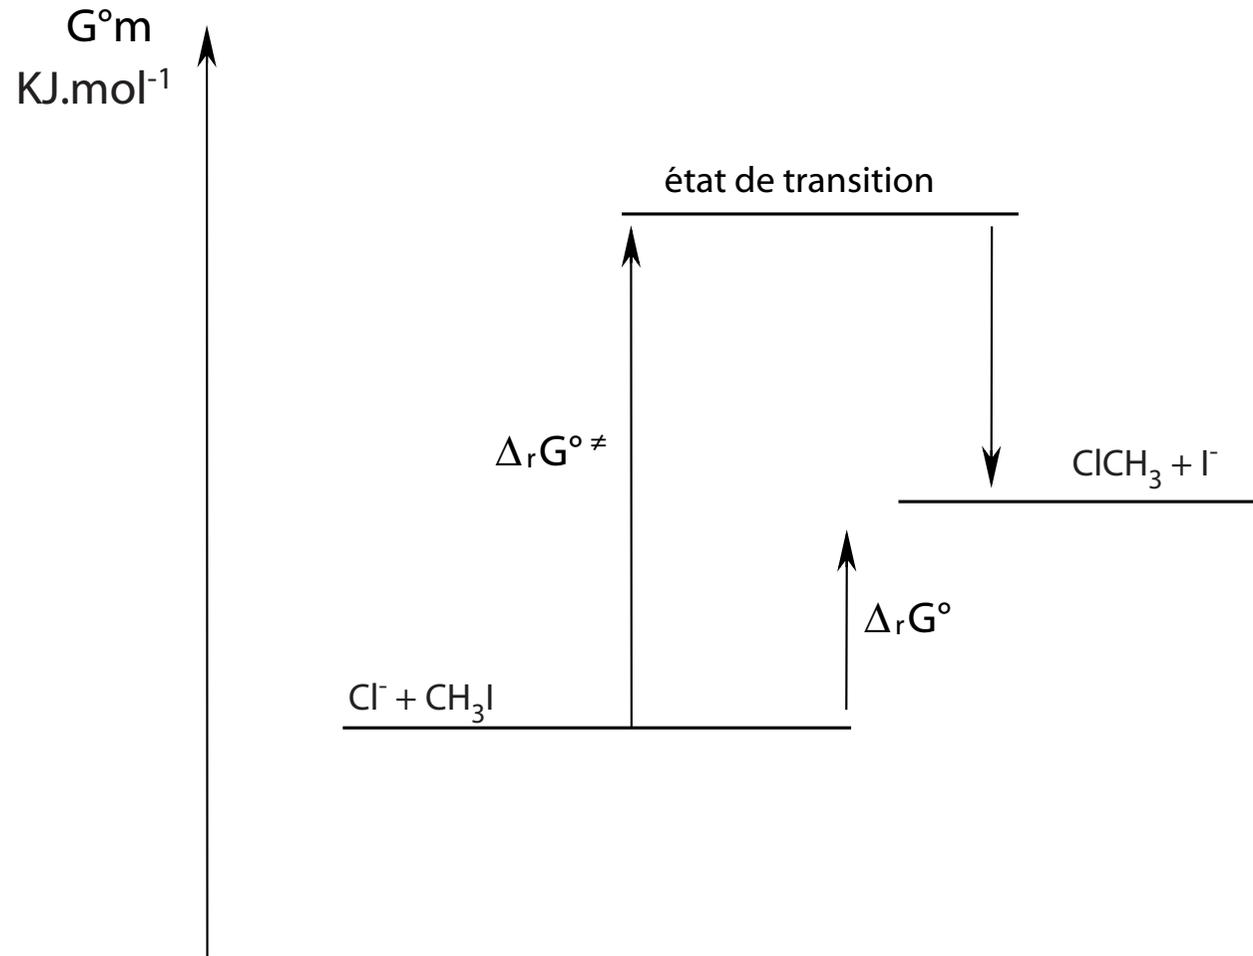 G°m
KJ.mol⁻¹
état de transition
ΔᵣG° ≠
ClCH₃ + I⁻
ΔᵣG°
Cl⁻ + CH₃I